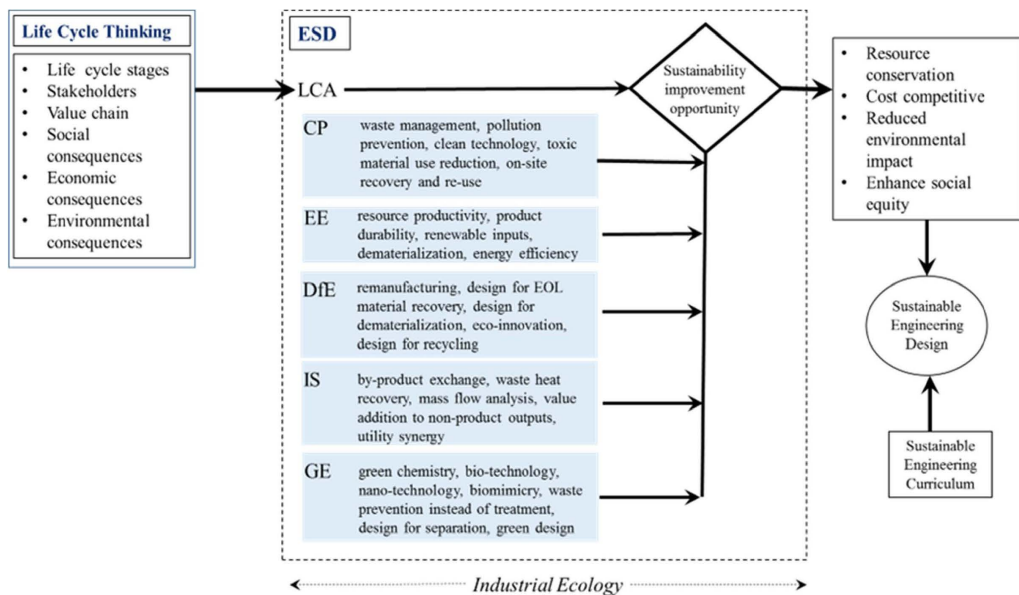 Life Cycle Thinking
• Life cycle stages
• Stakeholders
• Value chain
• Social
consequences
• Economic
consequences
• Environmental
consequences
ESD
LCA
Sustainability
improvement
opportunity
CP
waste management, pollution
prevention, clean technology, toxic
material use reduction, on-site
recovery and re-use
EE
resource productivity, product
durability, renewable inputs,
dematerialization, energy efficiency
DfE
remanufacturing, design for EOL
material recovery, design for
dematerialization, eco-innovation,
design for recycling
IS
by-product exchange, waste heat
recovery, mass flow analysis, value
addition to non-product outputs,
utility synergy
GE
green chemistry, bio-technology,
nano-technology, biomimicry, waste
prevention instead of treatment,
design for separation, green design
Industrial Ecology
• Resource
conservation
• Cost competitive
• Reduced
environmental
impact
• Enhance social
equity
Sustainable
Engineering
Design
Sustainable
Engineering
Curriculum